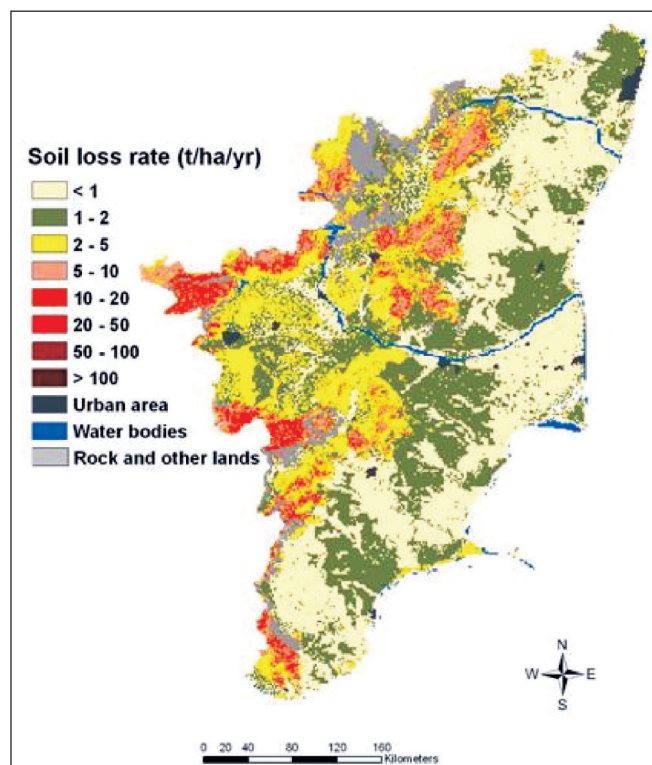 Soil loss rate (t/ha/yr)
< 1
1 - 2
2 - 5
5 - 10
10 - 20
20 - 50
50 - 100
> 100
Urban area
Water bodies
Rock and other lands
N
W E
S
0 20 40 80 120 160
Kilometers